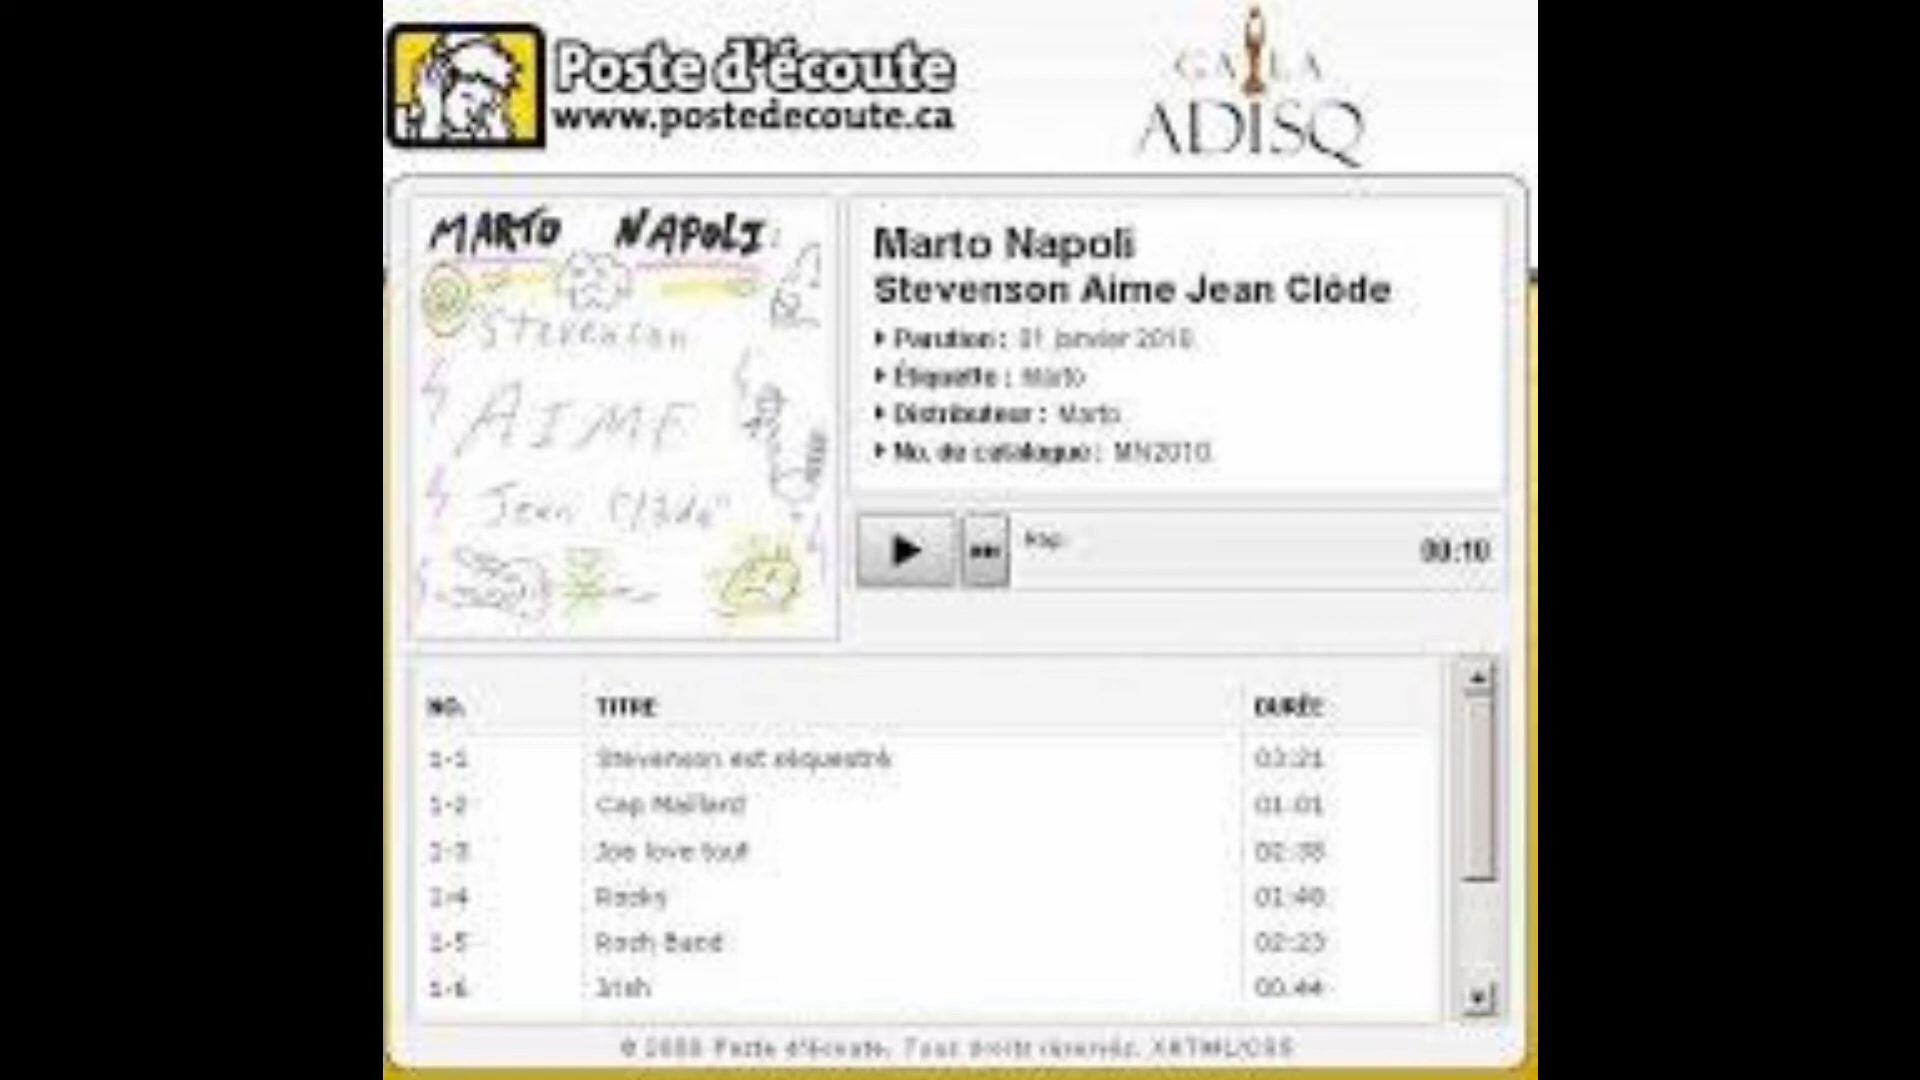 Poste d'écoute
www.postedecoute.ca
GALA
ADISQ
MARTO NAPOLI:
Stevenson
AIME
Jean Clôde
Marto Napoli
Stevenson Aime Jean Clôde
Parution : 01 janvier 2010
Étiquette : Marto
Distributeur : Marto
No. de catalogue : MN2010
00:10
NO. TITRE DURÉE
1-1 Stevenson est séquestré 03:21
1-2 Cap Maillard 01:01
1-3 Joe love tout 02:38
1-4 Rocky 01:48
1-5 Roch Band 02:23
1-6 Irish 00:44
Poste d'écoute. Tous droits réservés. XHTML/CSS